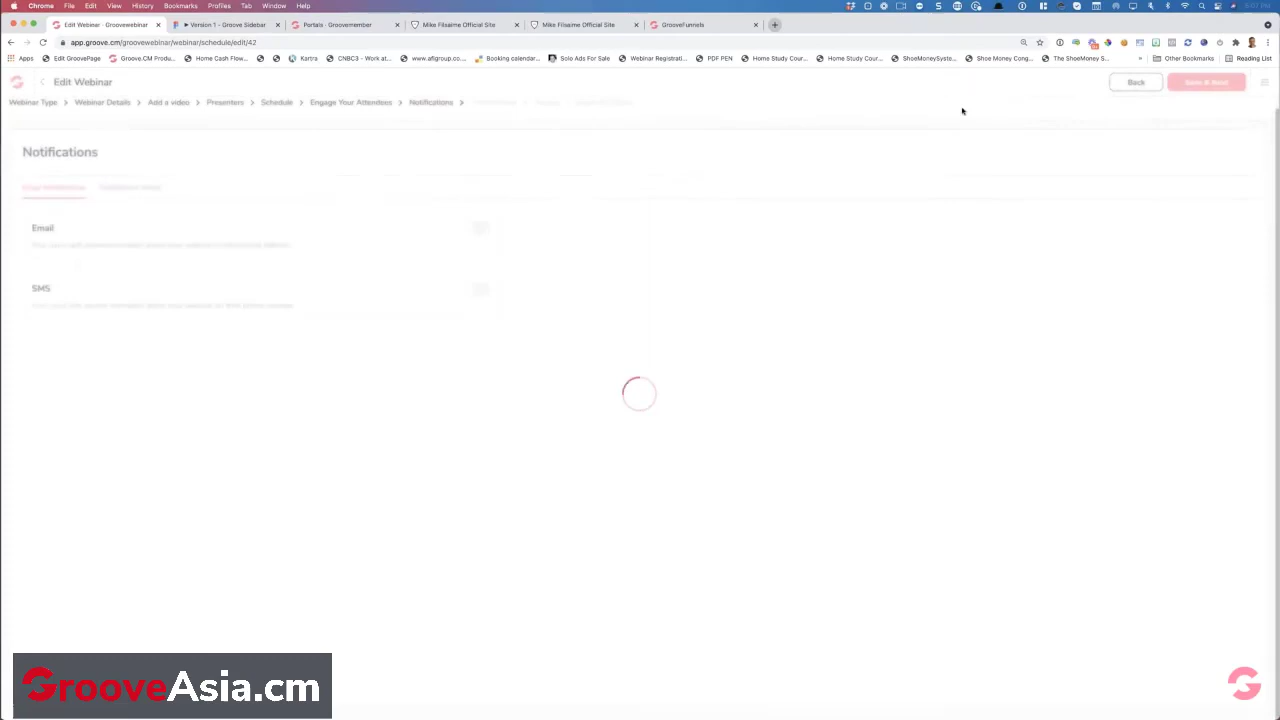 Chrome File Edit View History Bookmarks Profiles Tab Window Help
Edit Webinar - Groovewebinar Version 1 – Groove Sidebar Portals - Groovemember Mike Filsaime Official Site Mike Filsaime Official Site GrooveFunnels
app.groove.cm/groovewebinar/webinar/schedule/edit/42
Apps Edit GroovePage Groove.CM Produ... Home Cash Flow... Kartra CNBC3 - Work at... www.afigroup.co... Booking calendar... Solo Ads For Sale Webinar Registrati... PDF PEN Home Study Cour... Home Study Cour... ShoeMoneySyste... Shoe Money Cong... The ShoeMoney S... » Other Bookmarks Reading List
Edit Webinar Back Save & Next
Webinar Type Webinar Details Add a video Presenters Schedule Engage Your Attendees Notifications
Notifications
Email
SMS
GrooveAsia.cm